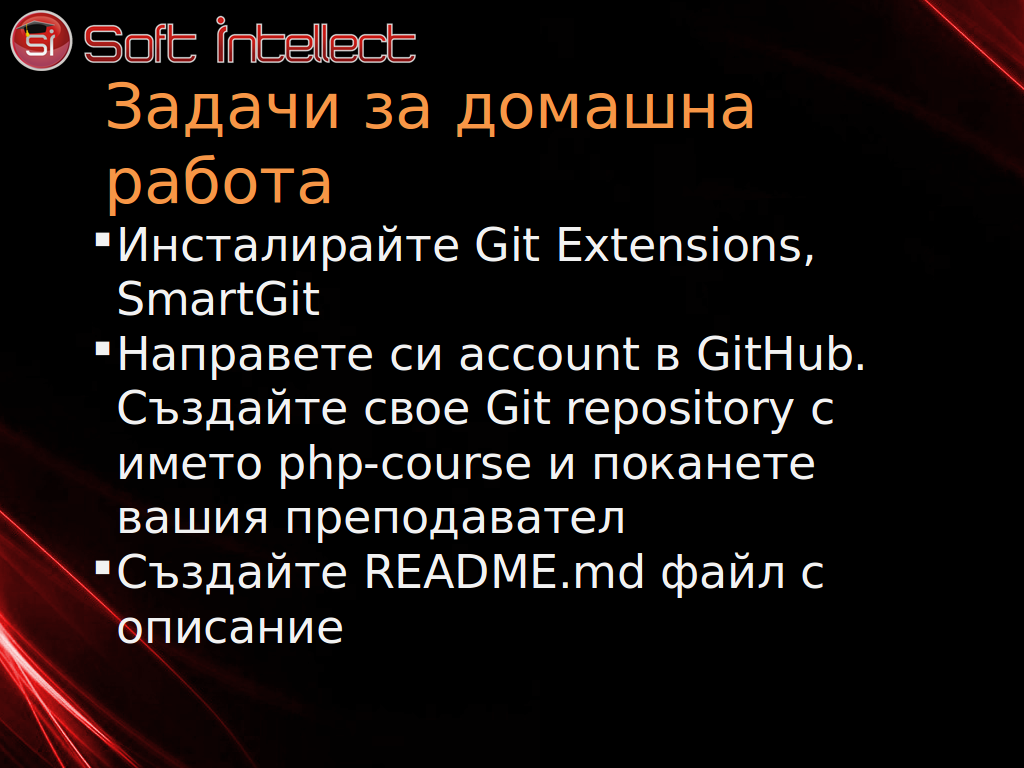 Soft Intellect
Задачи за домашна
работа
Инсталирайте Git Extensions,
SmartGit
Направете си account в GitHub.
Създайте свое Git repository с
името php-course и поканете
вашия преподавател
Създайте README.md файл с
описание